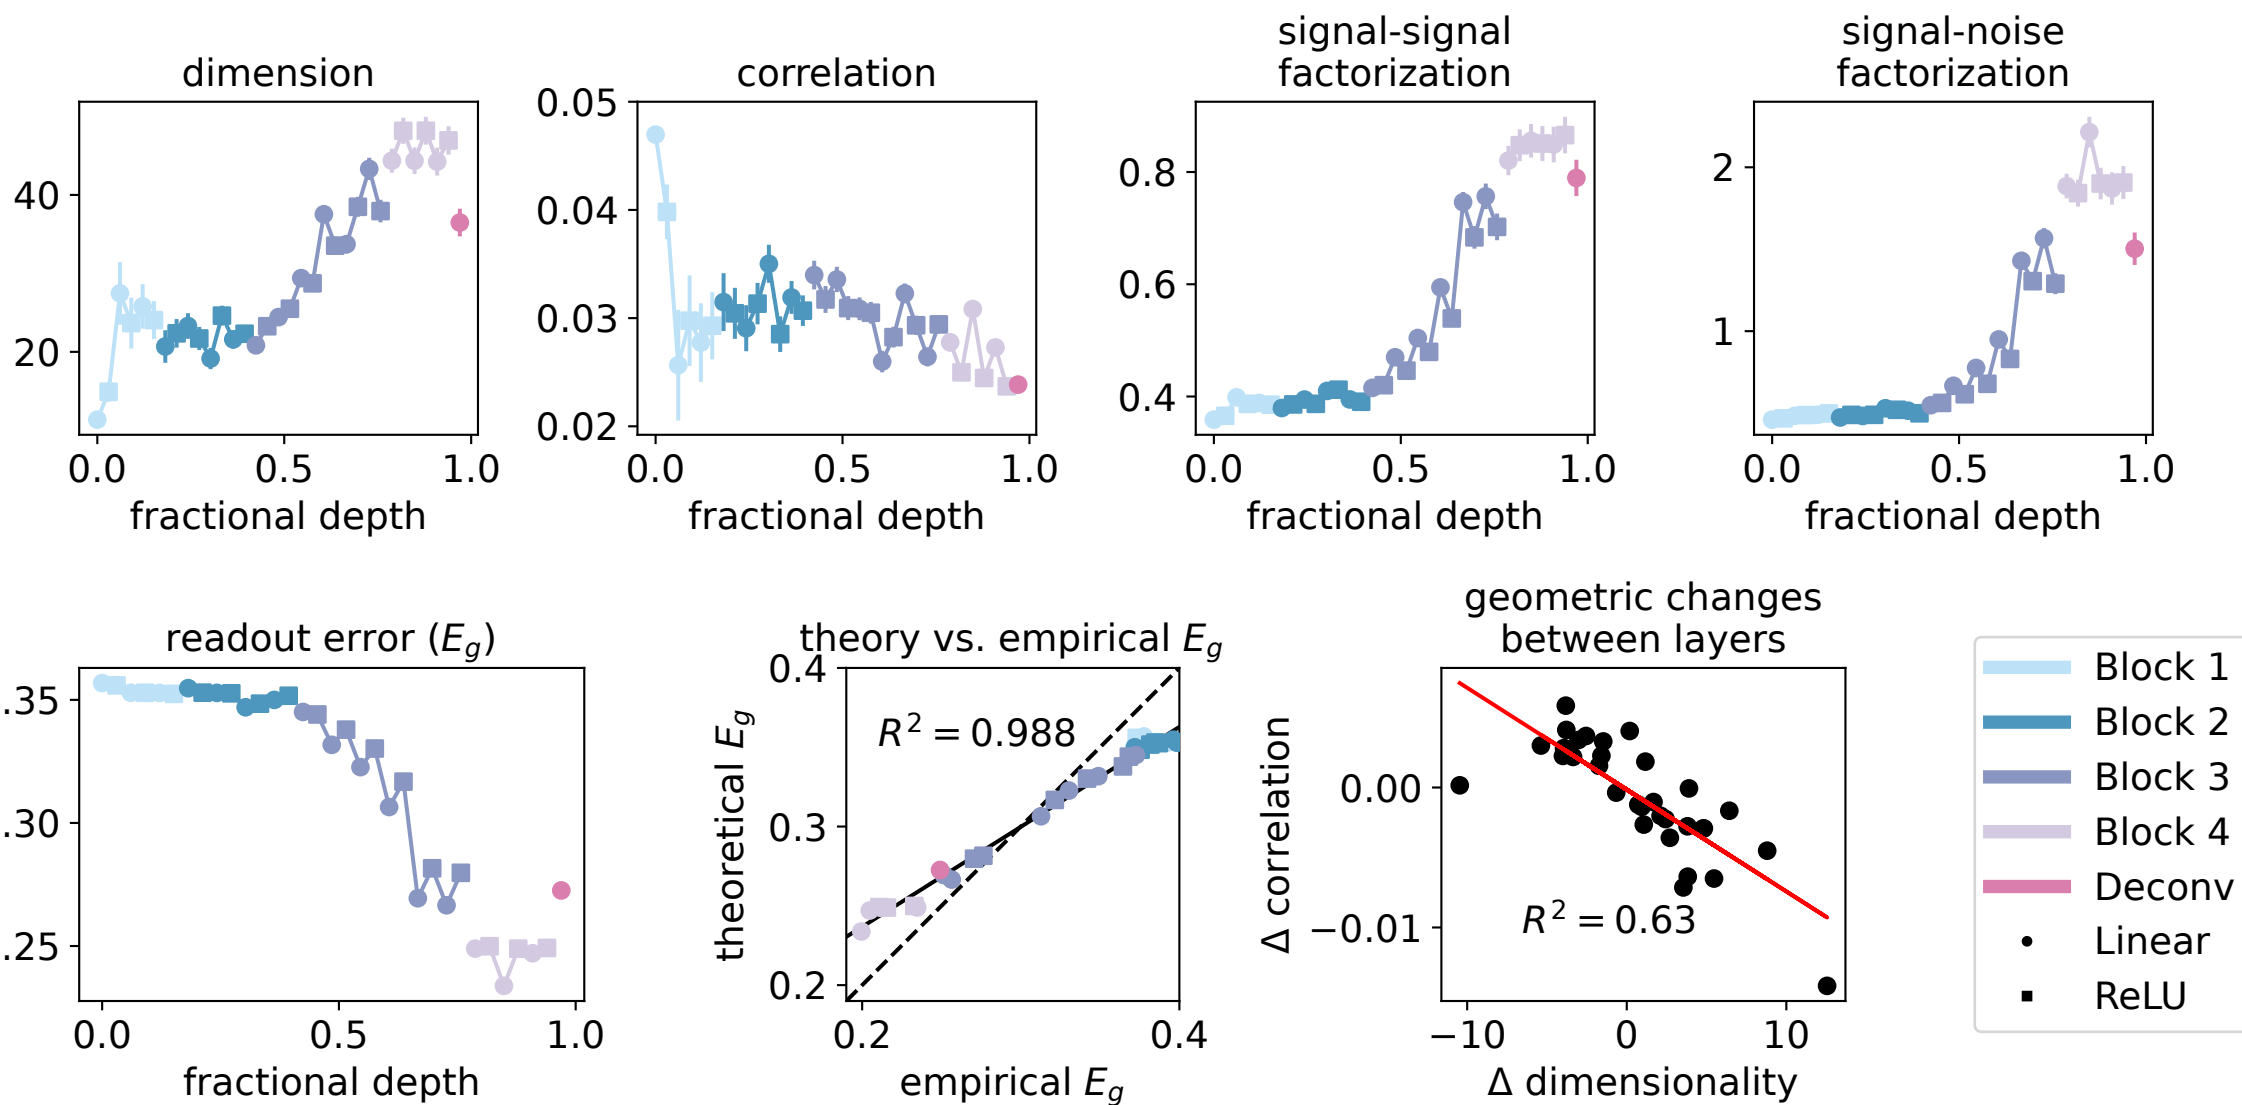 dimension
40
20
0.0
0.5
1.0
fractional depth
correlation
0.05
0.04
0.03
0.02
0.0
0.5
1.0
fractional depth
signal-signal
factorization
0.8
0.6
0.4
0.0
0.5
1.0
fractional depth
signal-noise
factorization
2
1
0.0
0.5
1.0
fractional depth
readout error (E_g)
.35
.30
.25
0.0
0.5
1.0
fractional depth
theory vs. empirical E_g
theoretical E_g
0.4
0.3
0.2
R² = 0.988
0.2
0.4
empirical E_g
geometric changes
between layers
Δ correlation
0.00
−0.01
R² = 0.63
−10
0
10
Δ dimensionality
Block 1
Block 2
Block 3
Block 4
Deconv
Linear
ReLU